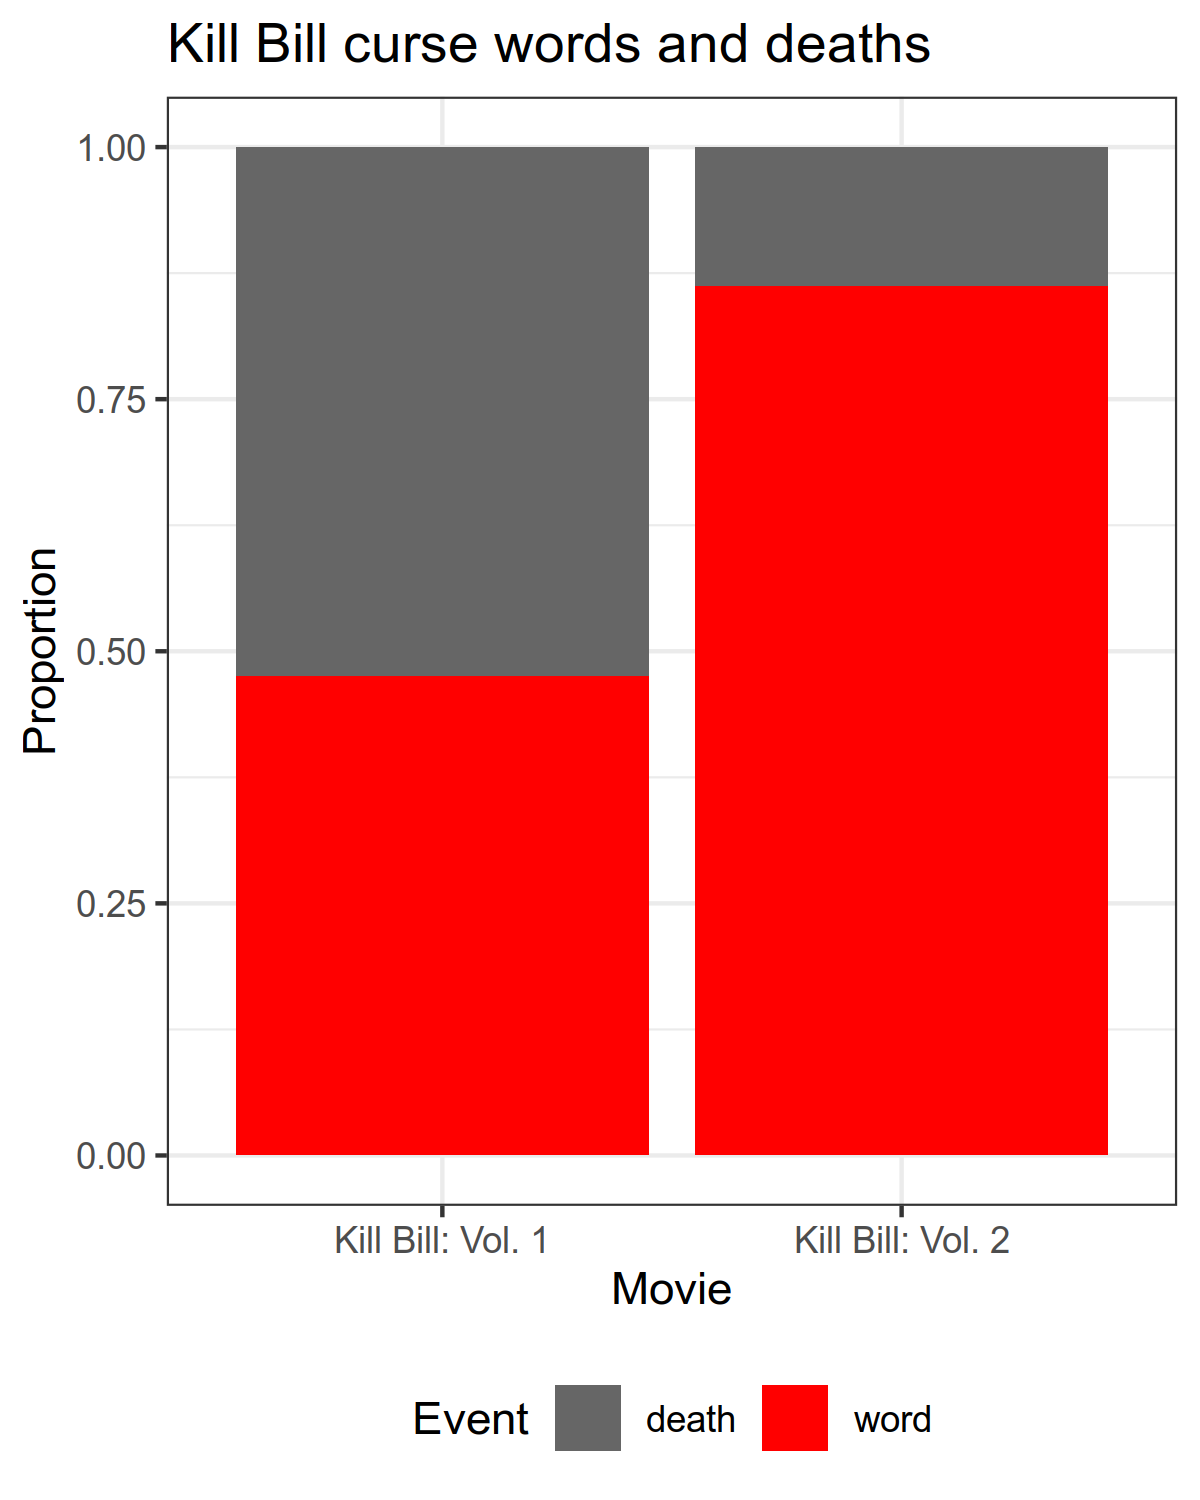 Kill Bill curse words and deaths
1.00
0.75
0.50
0.25
0.00
Proportion
Kill Bill: Vol. 1
Kill Bill: Vol. 2
Movie
Event
death
word